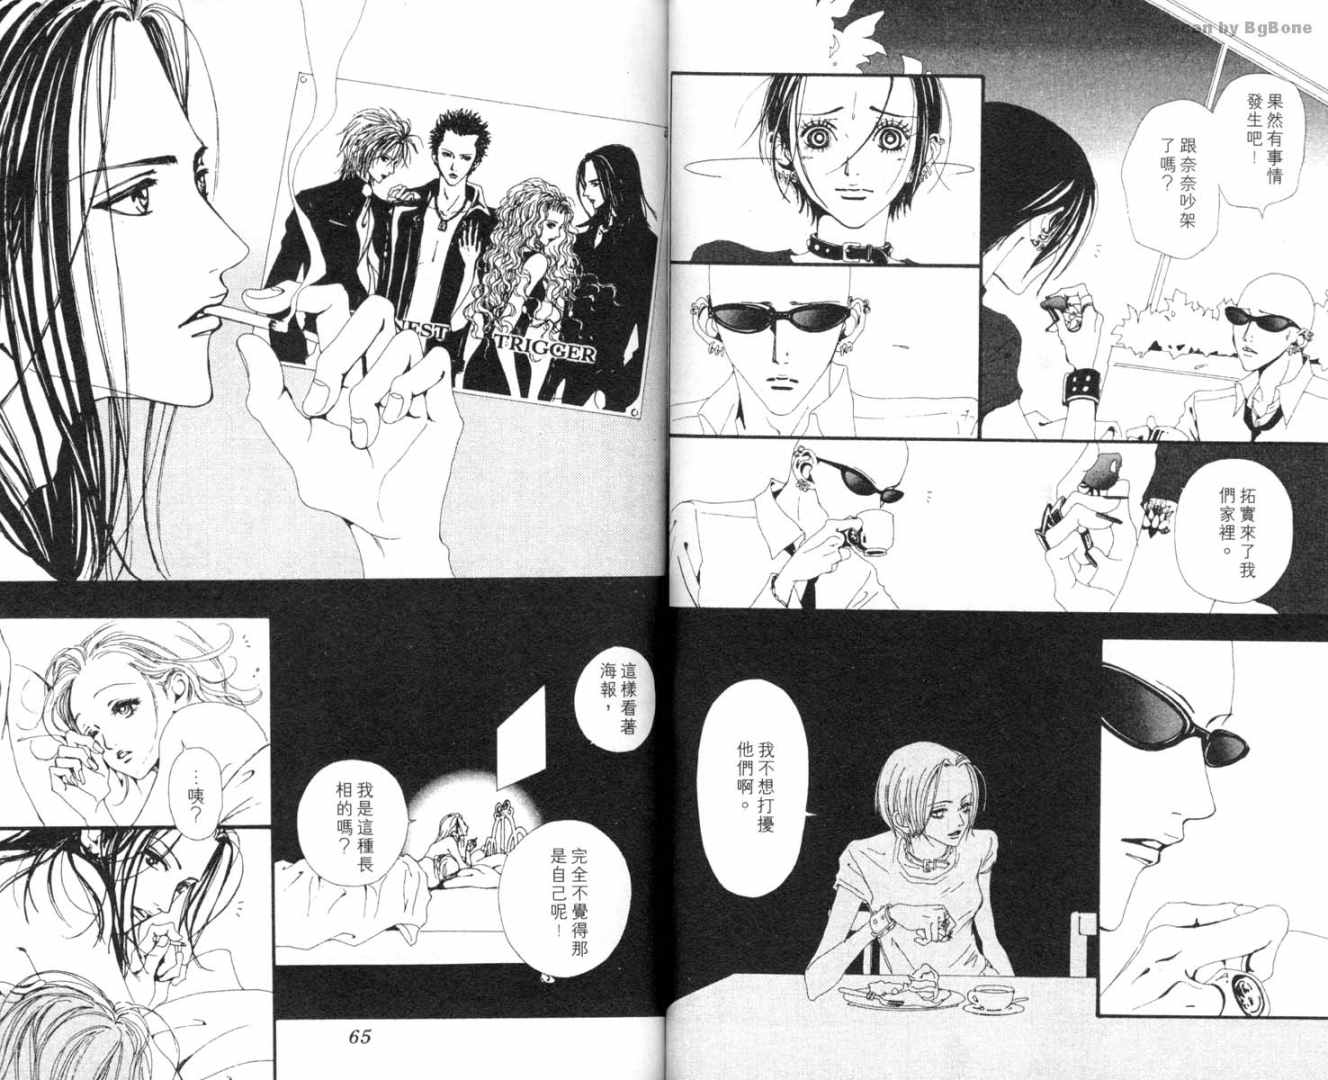 scan by BgBone
果然有事情
發生吧！
跟奈奈吵架
了嗎？
拓實來了我
們家裡。
我不想打擾
他們啊。
NEST
TRIGGER
這樣看著
海報，
我是這種長
相的嗎？
完全不覺得那
是自己呢！
…咦？
65